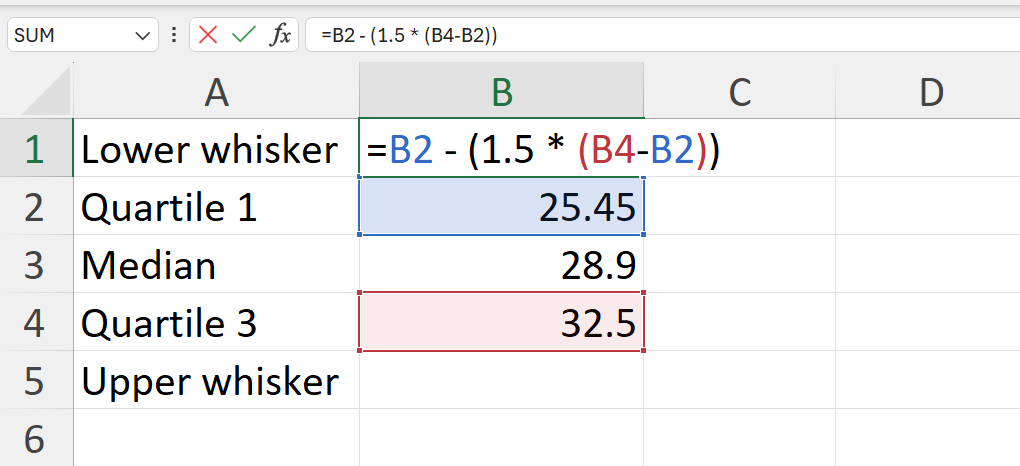 SUM fx =B2 - (1.5 * (B4-B2))
A B C D
1 Lower whisker =B2 - (1.5 * (B4-B2))
2 Quartile 1 25.45
3 Median 28.9
4 Quartile 3 32.5
5 Upper whisker
6